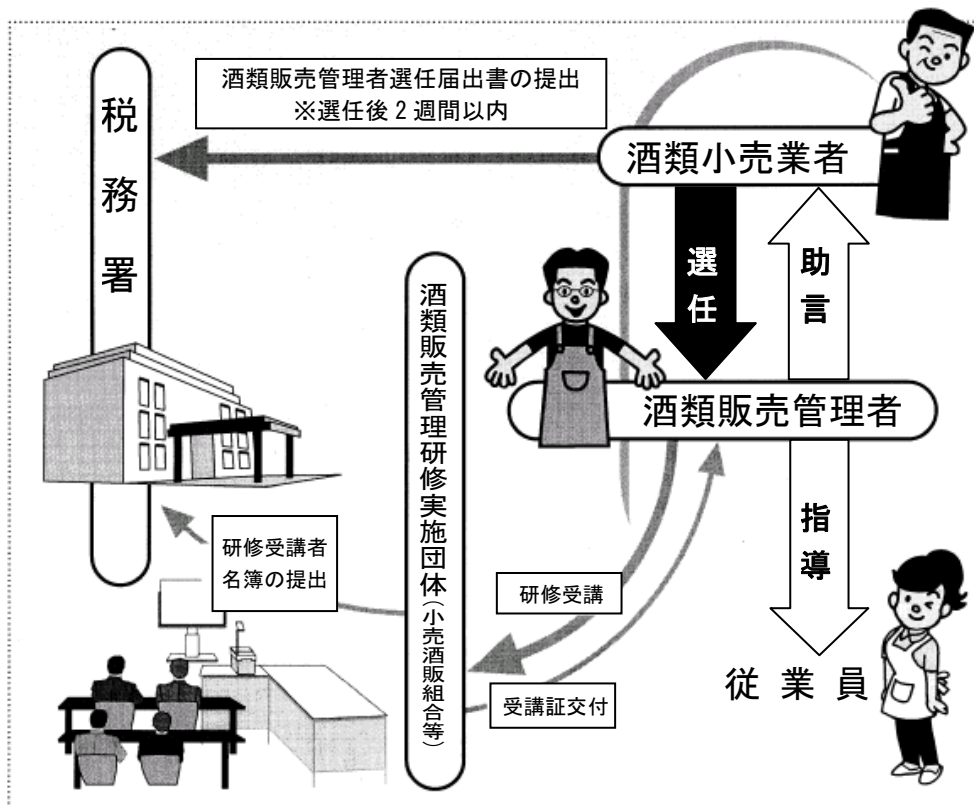 酒類販売管理者選任届出書の提出
※選任後２週間以内
税務署
酒類小売業者
選任
助言
酒類販売管理研修実施団体（小売酒販組合等）
酒類販売管理者
指導
研修受講者
名簿の提出
研修受講
受講証交付
従業員